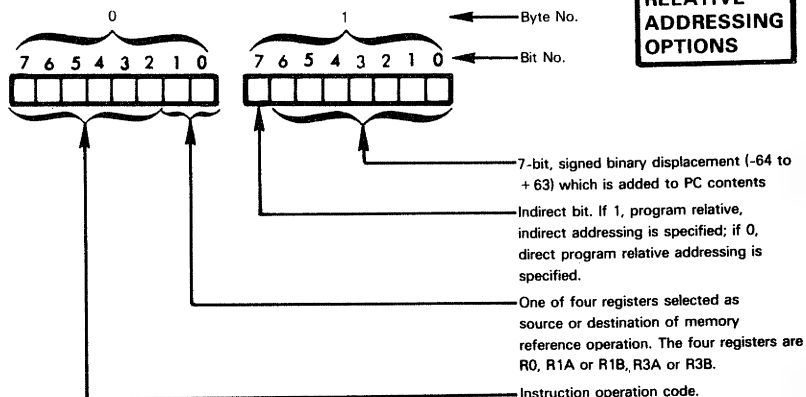 RELATIVE
ADDRESSING
OPTIONS
0 1 Byte No.
7 6 5 4 3 2 1 0 7 6 5 4 3 2 1 0 Bit No.
7-bit, signed binary displacement (-64 to
+ 63) which is added to PC contents
Indirect bit. If 1, program relative,
indirect addressing is specified; if 0,
direct program relative addressing is
specified.
One of four registers selected as
source or destination of memory
reference operation. The four registers are
R0, R1A or R1B, R3A or R3B.
Instruction operation code.